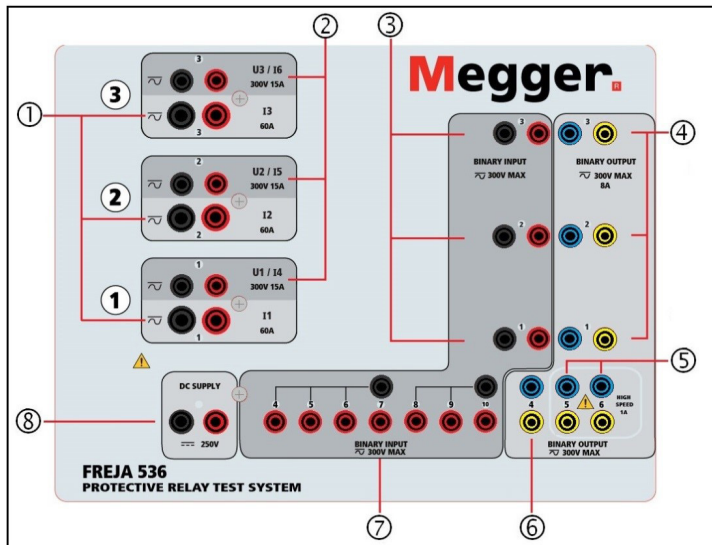 ①
②
③
④
⑤
⑥
⑦
⑧
Megger®
3
3
U3 / I6
300V 15A
I3
60A
3
2
2
U2 / I5
300V 15A
I2
60A
2
1
1
U1 / I4
300V 15A
I1
60A
1
3
BINARY INPUT
300V MAX
2
1
3
BINARY OUTPUT
300V MAX
8A
2
1
DC SUPPLY
250V
4 5 6 7 8 9 10
BINARY INPUT
300V MAX
4 5 6
HIGH
SPEED
1A
BINARY OUTPUT
300V MAX
FREJA 536
PROTECTIVE RELAY TEST SYSTEM